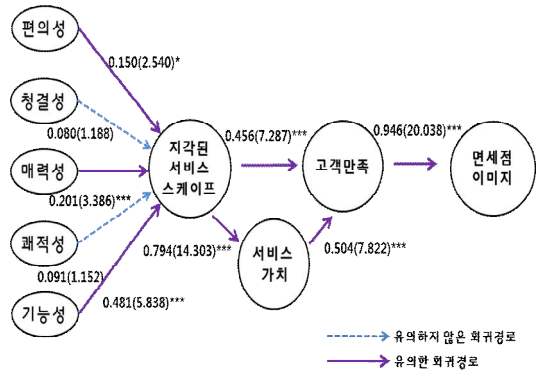 편의성
0.150(2.540)*
청결성
0.080(1.188)
매력성
0.201(3.386)***
쾌적성
0.091(1.152)
기능성
0.481(5.838)***
지각된
서비스
스케이프
0.456(7.287)***
0.794(14.303)***
서비스
가치
0.504(7.822)***
고객만족
0.946(20.038)***
면세점
이미지
유의하지 않은 회귀경로
유의한 회귀경로